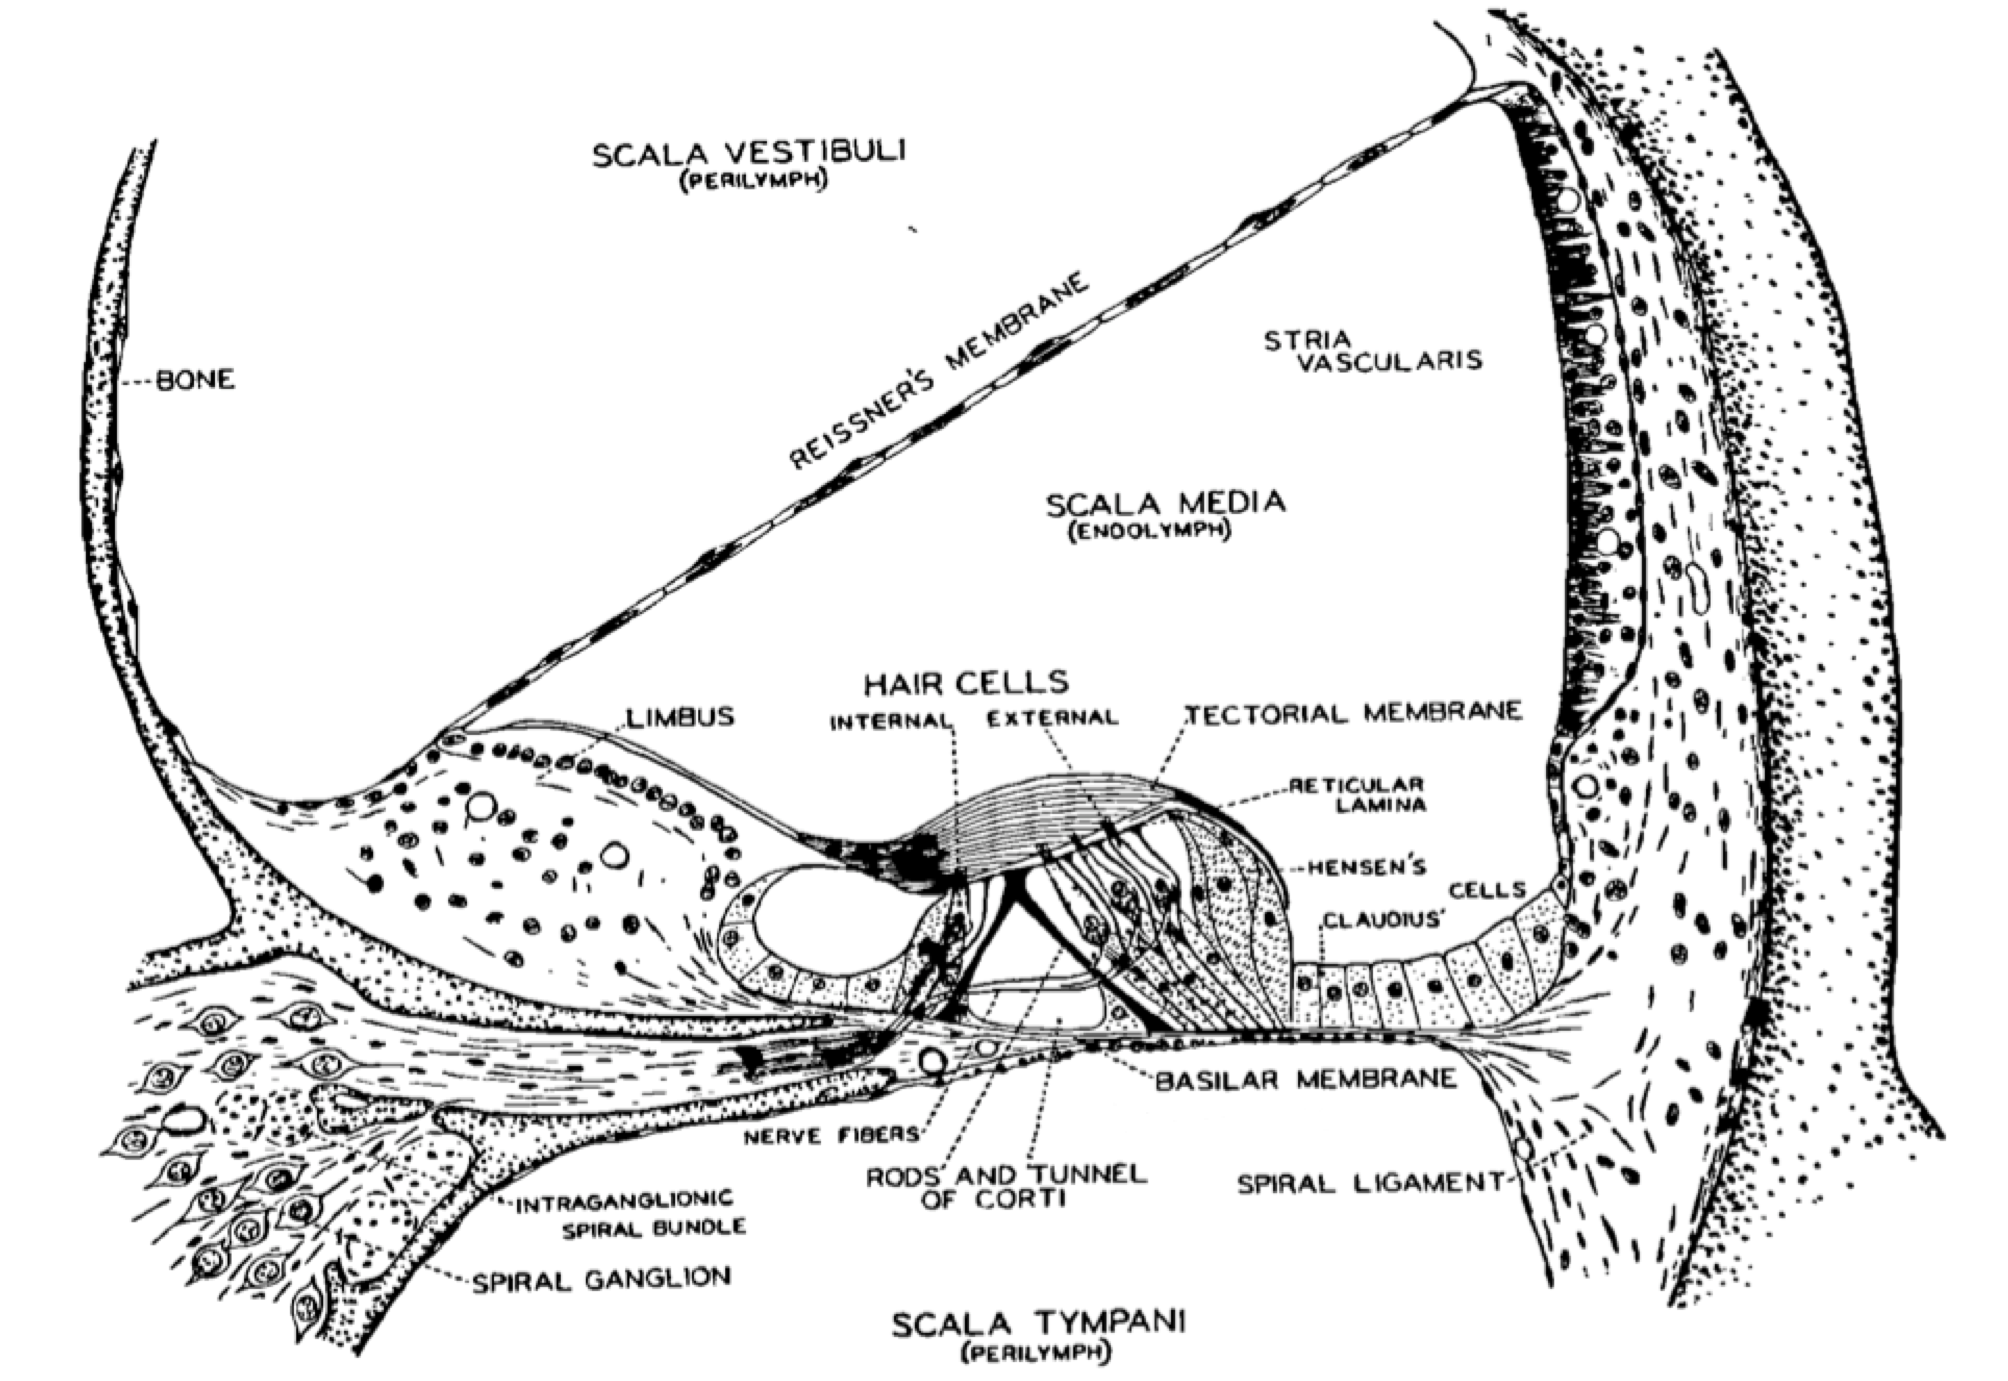 SCALA VESTIBULI
(PERILYMPH)
BONE
REISSNER'S MEMBRANE
STRIA
VASCULARIS
SCALA MEDIA
(ENDOLYMPH)
HAIR CELLS
INTERNAL EXTERNAL
LIMBUS
TECTORIAL MEMBRANE
RETICULAR
LAMINA
HENSEN'S
CELLS
CLAUDIUS'
BASILAR MEMBRANE
NERVE FIBERS
RODS AND TUNNEL
OF CORTI
SPIRAL LIGAMENT
INTRAGANGLIONIC
SPIRAL BUNDLE
SPIRAL GANGLION
SCALA TYMPANI
(PERILYMPH)